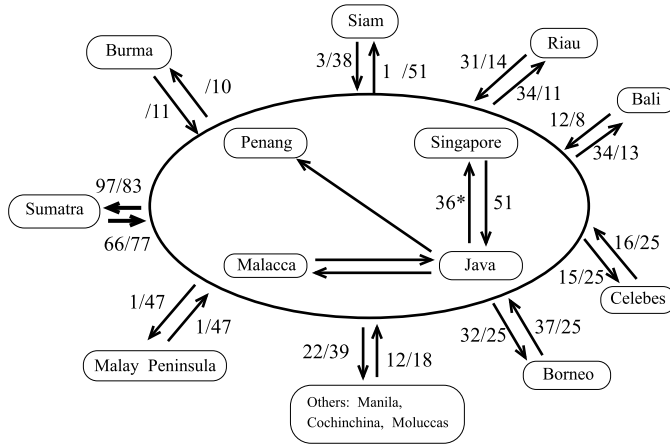 Siam
Burma
Riau
3/38
1 /51
31/14
/10
34/11
Bali
/11
12/8
34/13
Penang
Singapore
97/83
Sumatra
36*
51
66/77
16/25
Malacca
Java
15/25
Celebes
1/47
1/47
32/25
37/25
22/39
12/18
Malay Peninsula
Borneo
Others: Manila,
Cochinchina, Moluccas